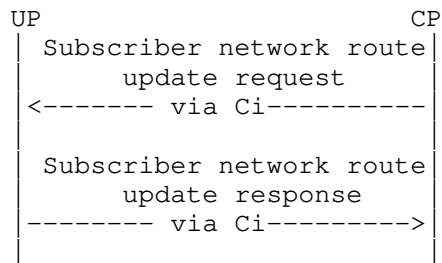 UP CP
Subscriber network route
update request
<------- via Ci----------
Subscriber network route
update response
-------- via Ci--------->